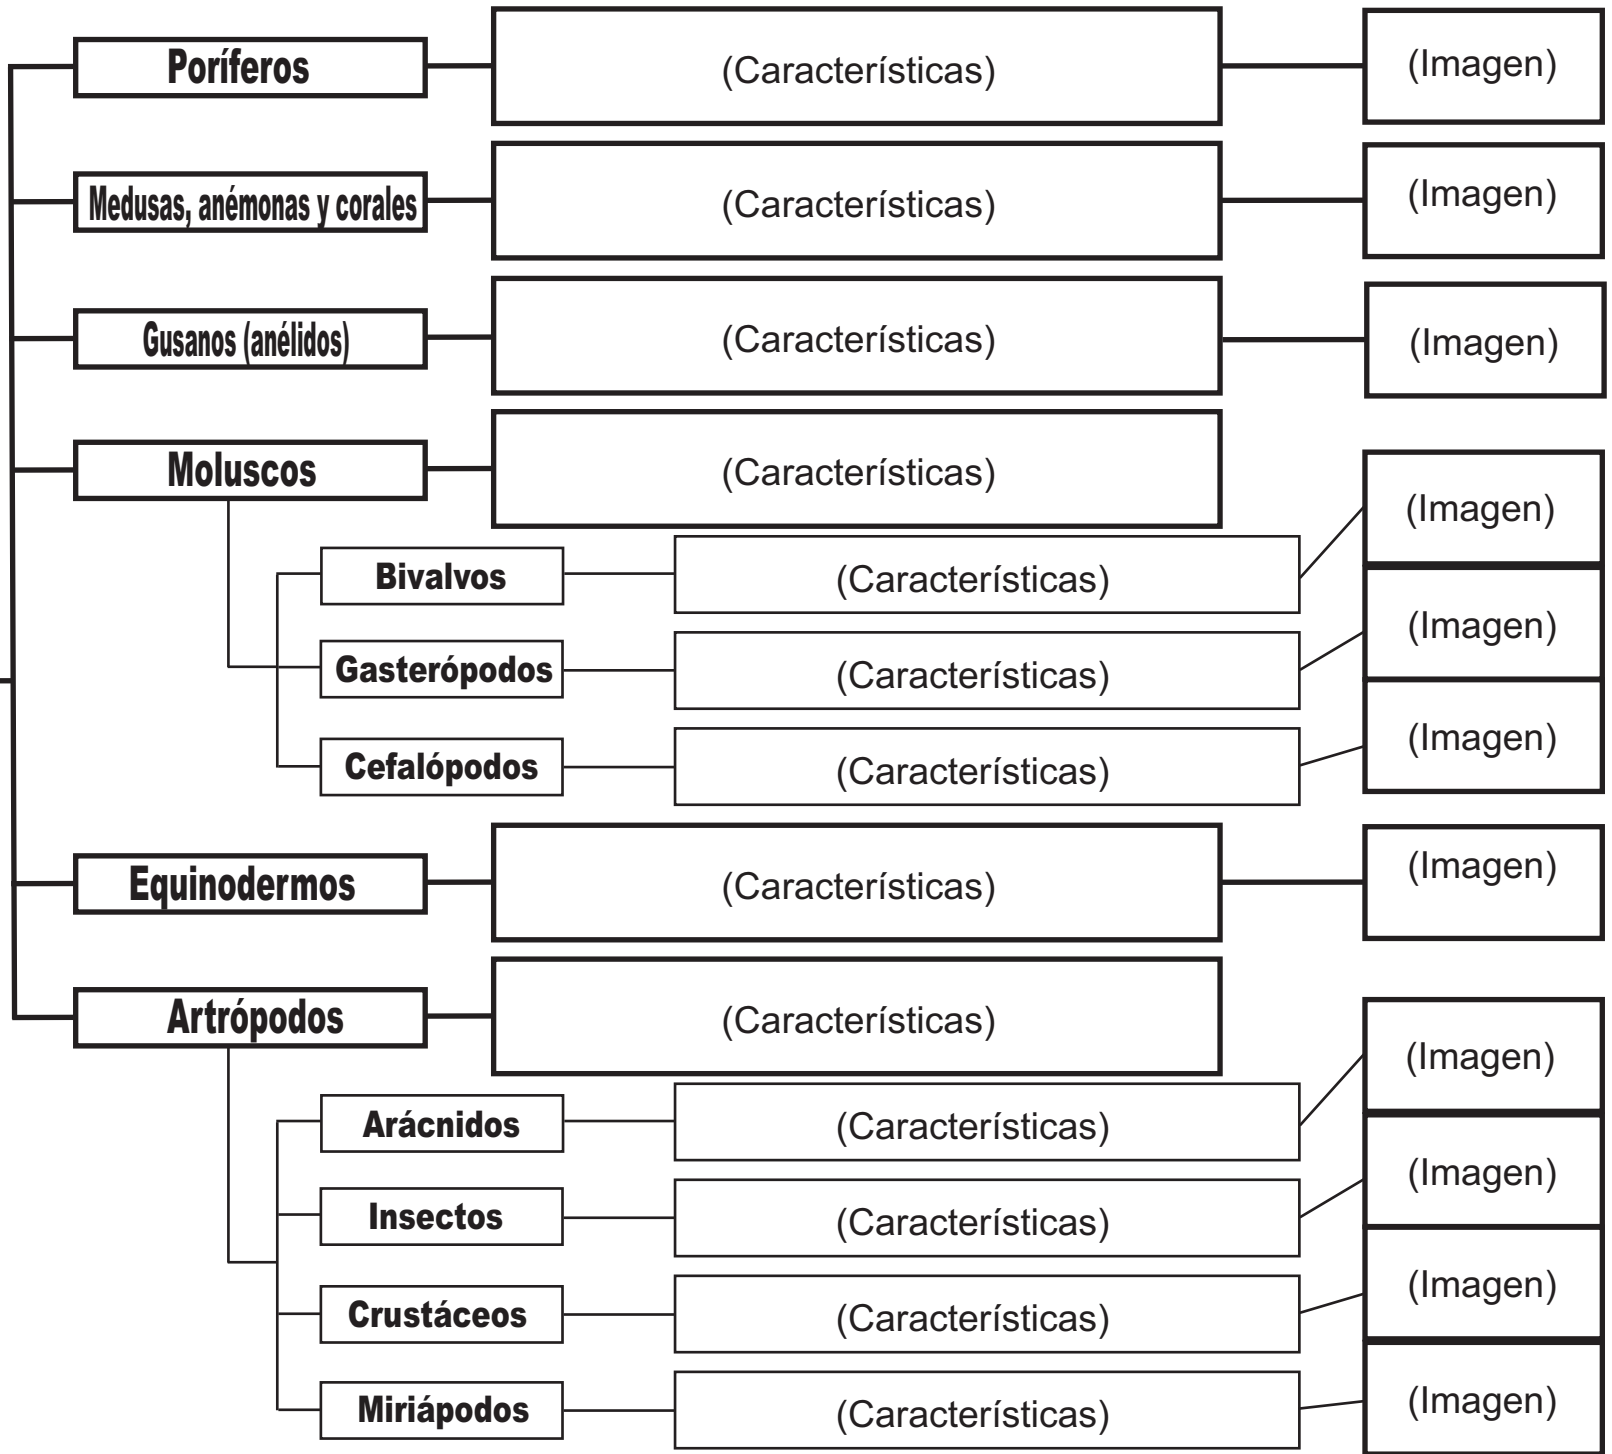 Poríferos
(Características)
(Imagen)
Medusas, anémonas y corales
(Características)
(Imagen)
Gusanos (anélidos)
(Características)
(Imagen)
Moluscos
(Características)
Bivalvos
(Características)
(Imagen)
Gasterópodos
(Características)
(Imagen)
Cefalópodos
(Características)
(Imagen)
Equinodermos
(Características)
(Imagen)
Artrópodos
(Características)
Arácnidos
(Características)
(Imagen)
Insectos
(Características)
(Imagen)
Crustáceos
(Características)
(Imagen)
Miriápodos
(Características)
(Imagen)